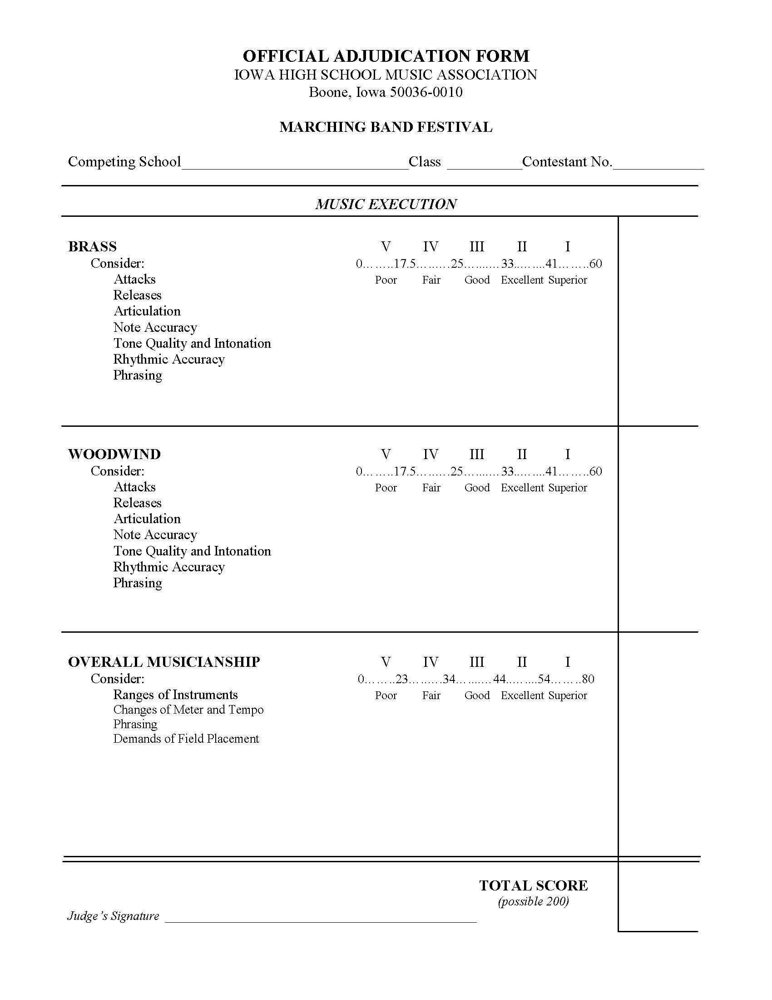 OFFICIAL ADJUDICATION FORM
IOWA HIGH SCHOOL MUSIC ASSOCIATION
Boone, Iowa 50036-0010
MARCHING BAND FESTIVAL
Competing School______________________________Class __________Contestant No.____________
MUSIC EXECUTION
BRASS V IV III II I
Consider: 0……..17.5…..….25…..…..33..…....41……..60
Attacks Poor Fair Good Excellent Superior
Releases
Articulation
Note Accuracy
Tone Quality and Intonation
Rhythmic Accuracy
Phrasing
WOODWIND V IV III II I
Consider: 0……..17.5…..….25…..…..33..…....41……..60
Attacks Poor Fair Good Excellent Superior
Releases
Articulation
Note Accuracy
Tone Quality and Intonation
Rhythmic Accuracy
Phrasing
OVERALL MUSICIANSHIP V IV III II I
Consider: 0……..23…..….34…..…..44..…....54……..80
Ranges of Instruments Poor Fair Good Excellent Superior
Changes of Meter and Tempo
Phrasing
Demands of Field Placement
TOTAL SCORE
(possible 200)
Judge’s Signature _________________________________________